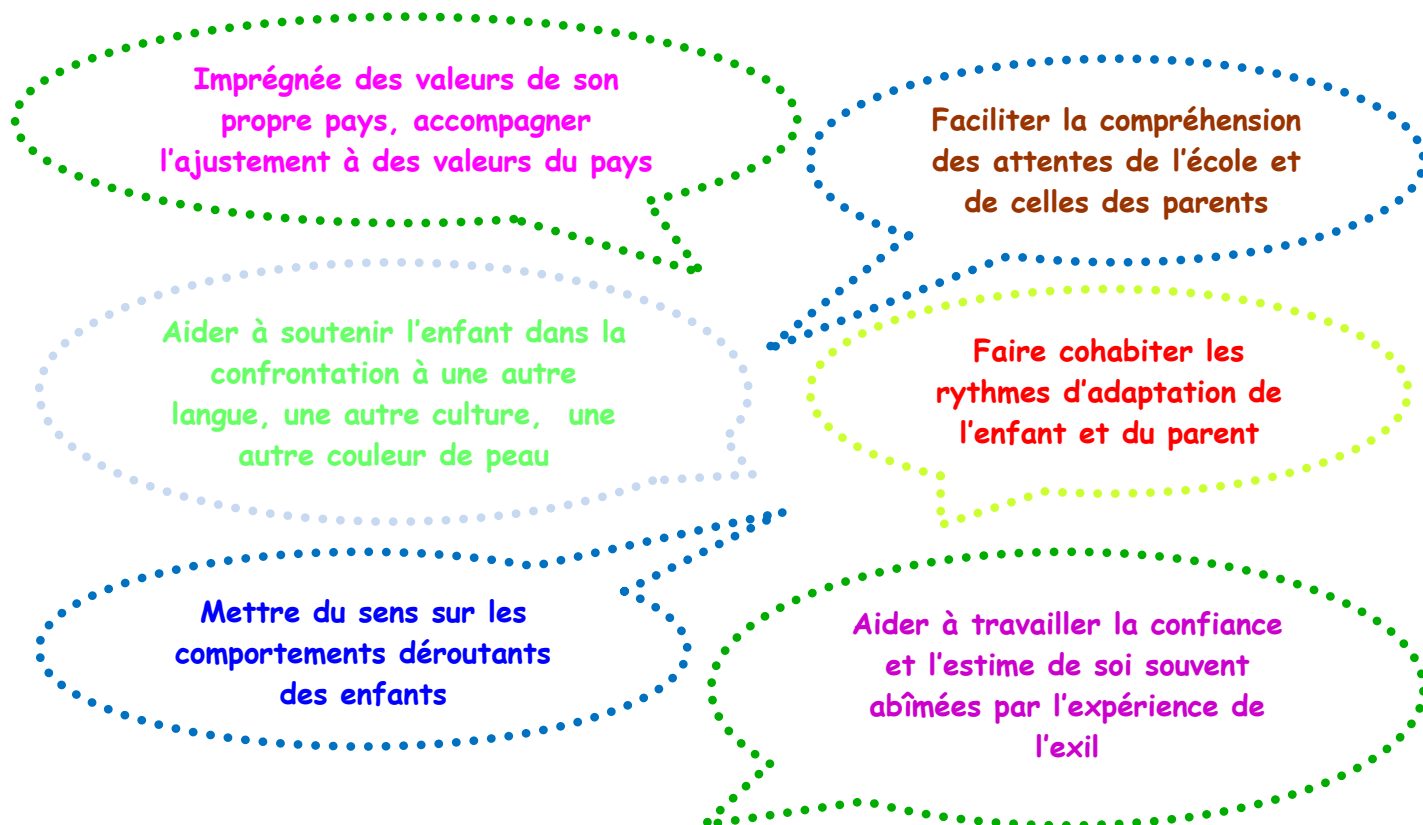 Imprégnée des valeurs de son
propre pays, accompagner
l'ajustement à des valeurs du pays
Faciliter la compréhension
des attentes de l'école et
de celles des parents
Aider à soutenir l'enfant dans la
confrontation à une autre
langue, une autre culture, une
autre couleur de peau
Faire cohabiter les
rythmes d'adaptation de
l'enfant et du parent
Mettre du sens sur les
comportements déroutants
des enfants
Aider à travailler la confiance
et l'estime de soi souvent
abîmées par l'expérience de
l'exil